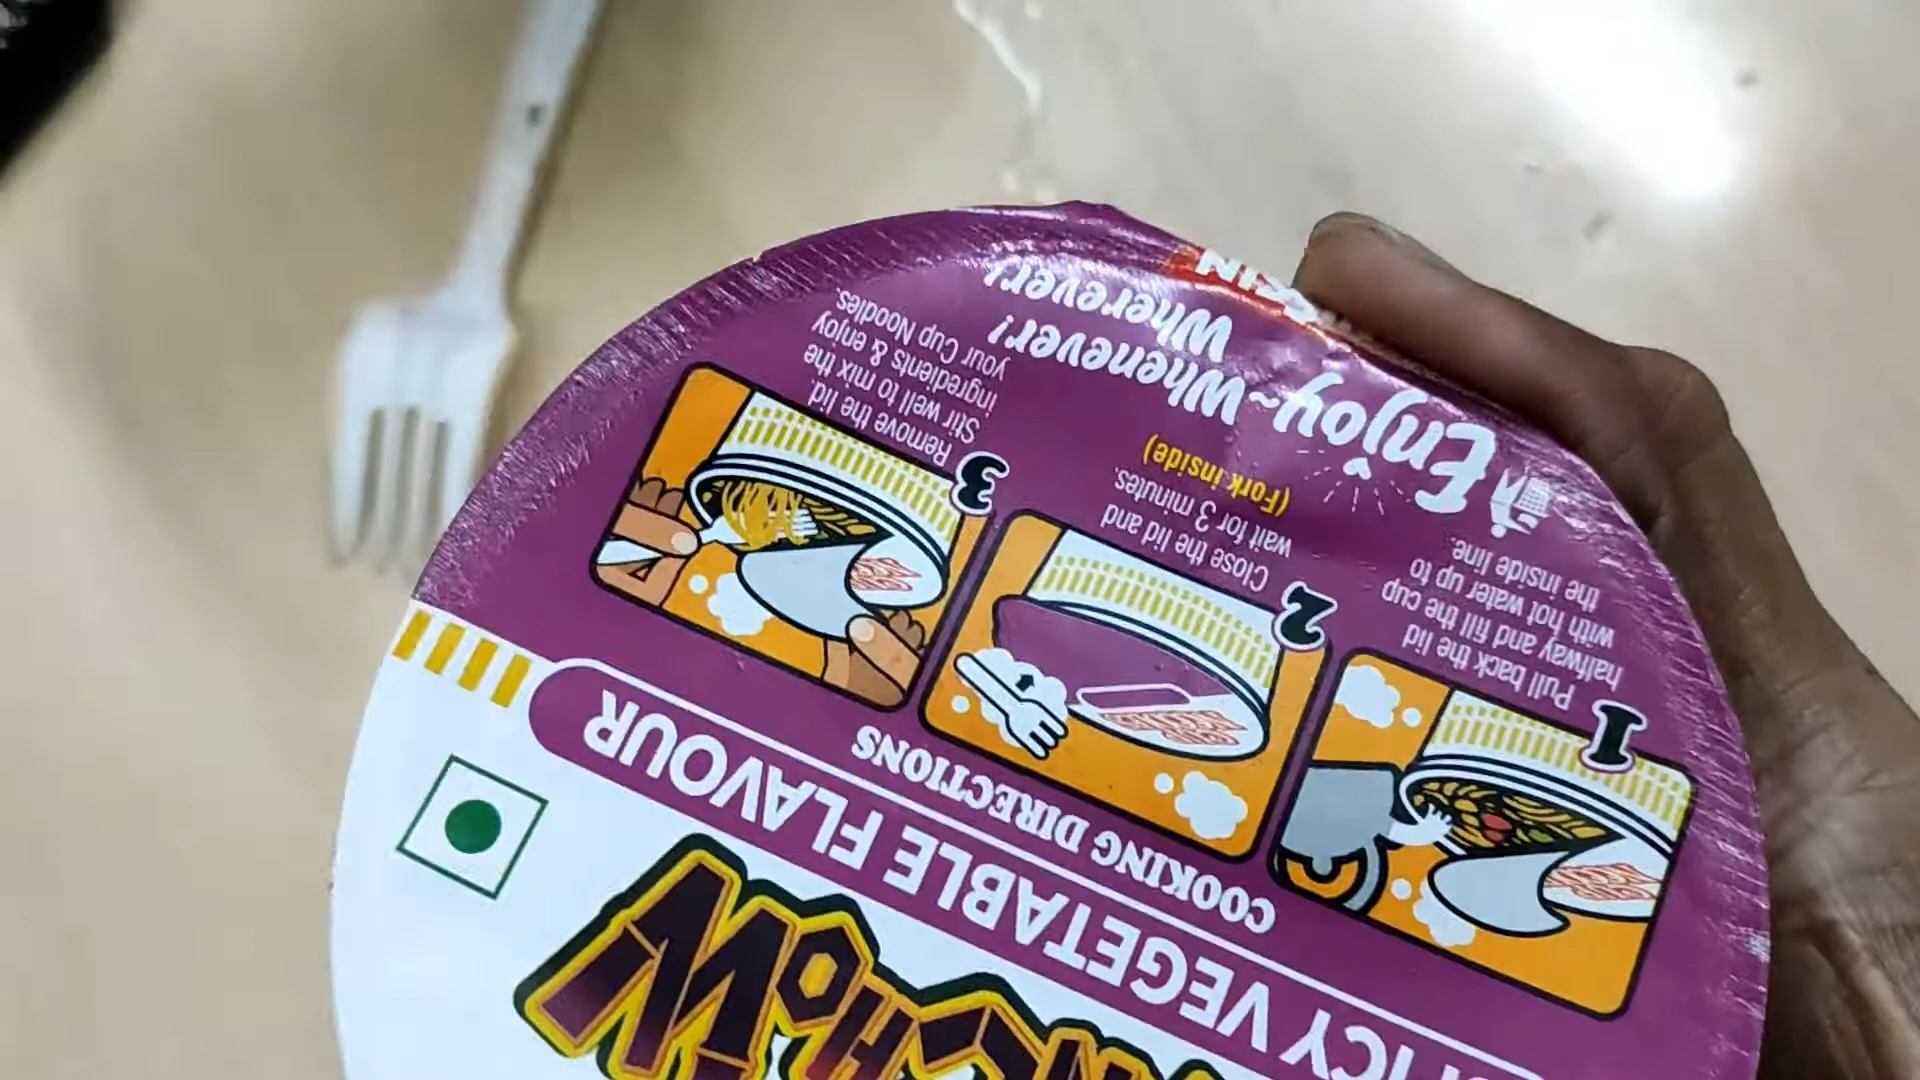 SPICY VEGETABLE FLAVOUR
COOKING DIRECTIONS
1
Pull back the lid
halfway and fill the cup
with hot water up to
the inside line.
2
Close the lid and
wait for 3 minutes.
(Fork inside)
3
Remove the lid.
Stir well to mix the
ingredients & enjoy
your Cup Noodles.
Enjoy~Whenever!
Wherever!